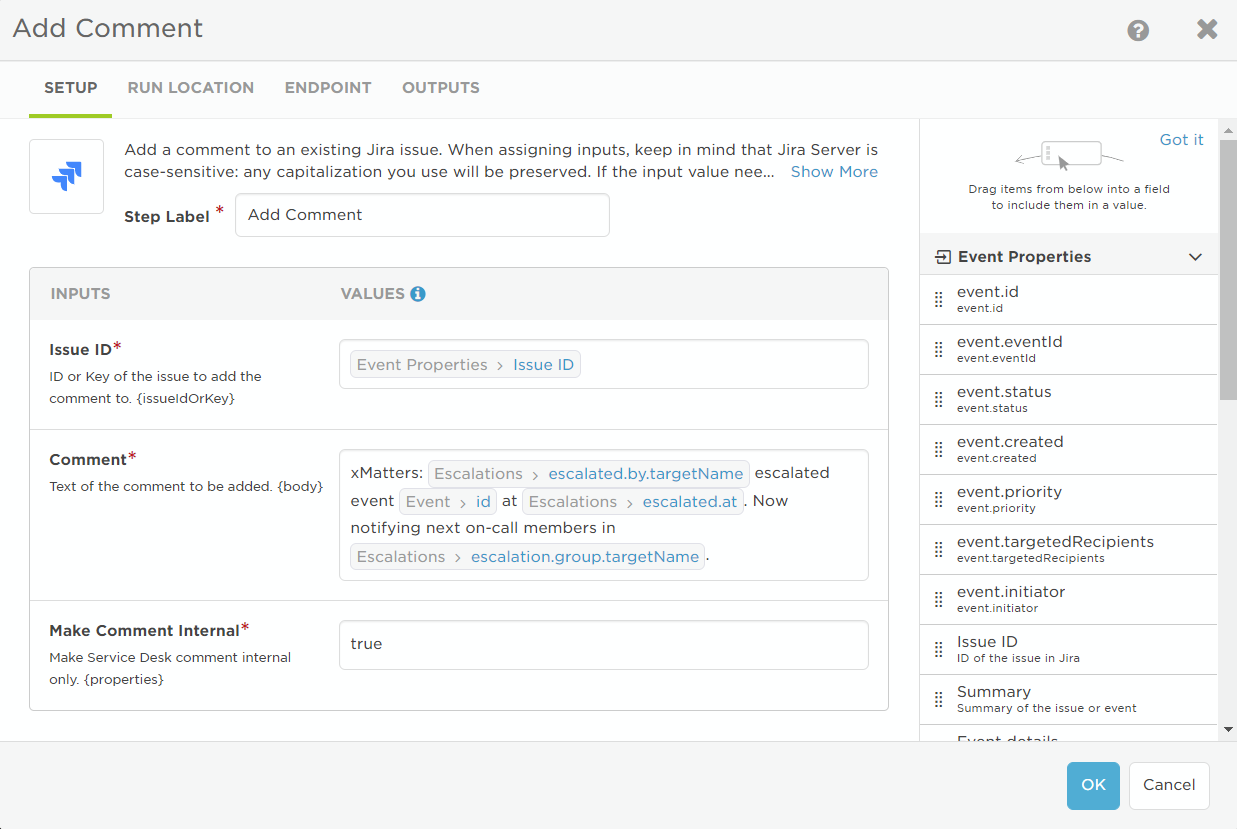 Add Comment
SETUP RUN LOCATION ENDPOINT OUTPUTS
Add a comment to an existing Jira issue. When assigning inputs, keep in mind that Jira Server is
case-sensitive: any capitalization you use will be preserved. If the input value nee... Show More
Step Label * Add Comment
INPUTS VALUES
Issue ID*
ID or Key of the issue to add the
comment to. {issueIdOrKey}
Event Properties > Issue ID
Comment*
Text of the comment to be added. {body}
xMatters: Escalations > escalated.by.targetName escalated
event Event > id at Escalations > escalated.at. Now
notifying next on-call members in
Escalations > escalation.group.targetName.
Make Comment Internal*
Make Service Desk comment internal
only. {properties}
true
Got it
Drag items from below into a field
to include them in a value.
Event Properties
event.id
event.id
event.eventId
event.eventId
event.status
event.status
event.created
event.created
event.priority
event.priority
event.targetedRecipients
event.targetedRecipients
event.initiator
event.initiator
Issue ID
ID of the issue in Jira
Summary
Summary of the issue or event
Event details
OK Cancel